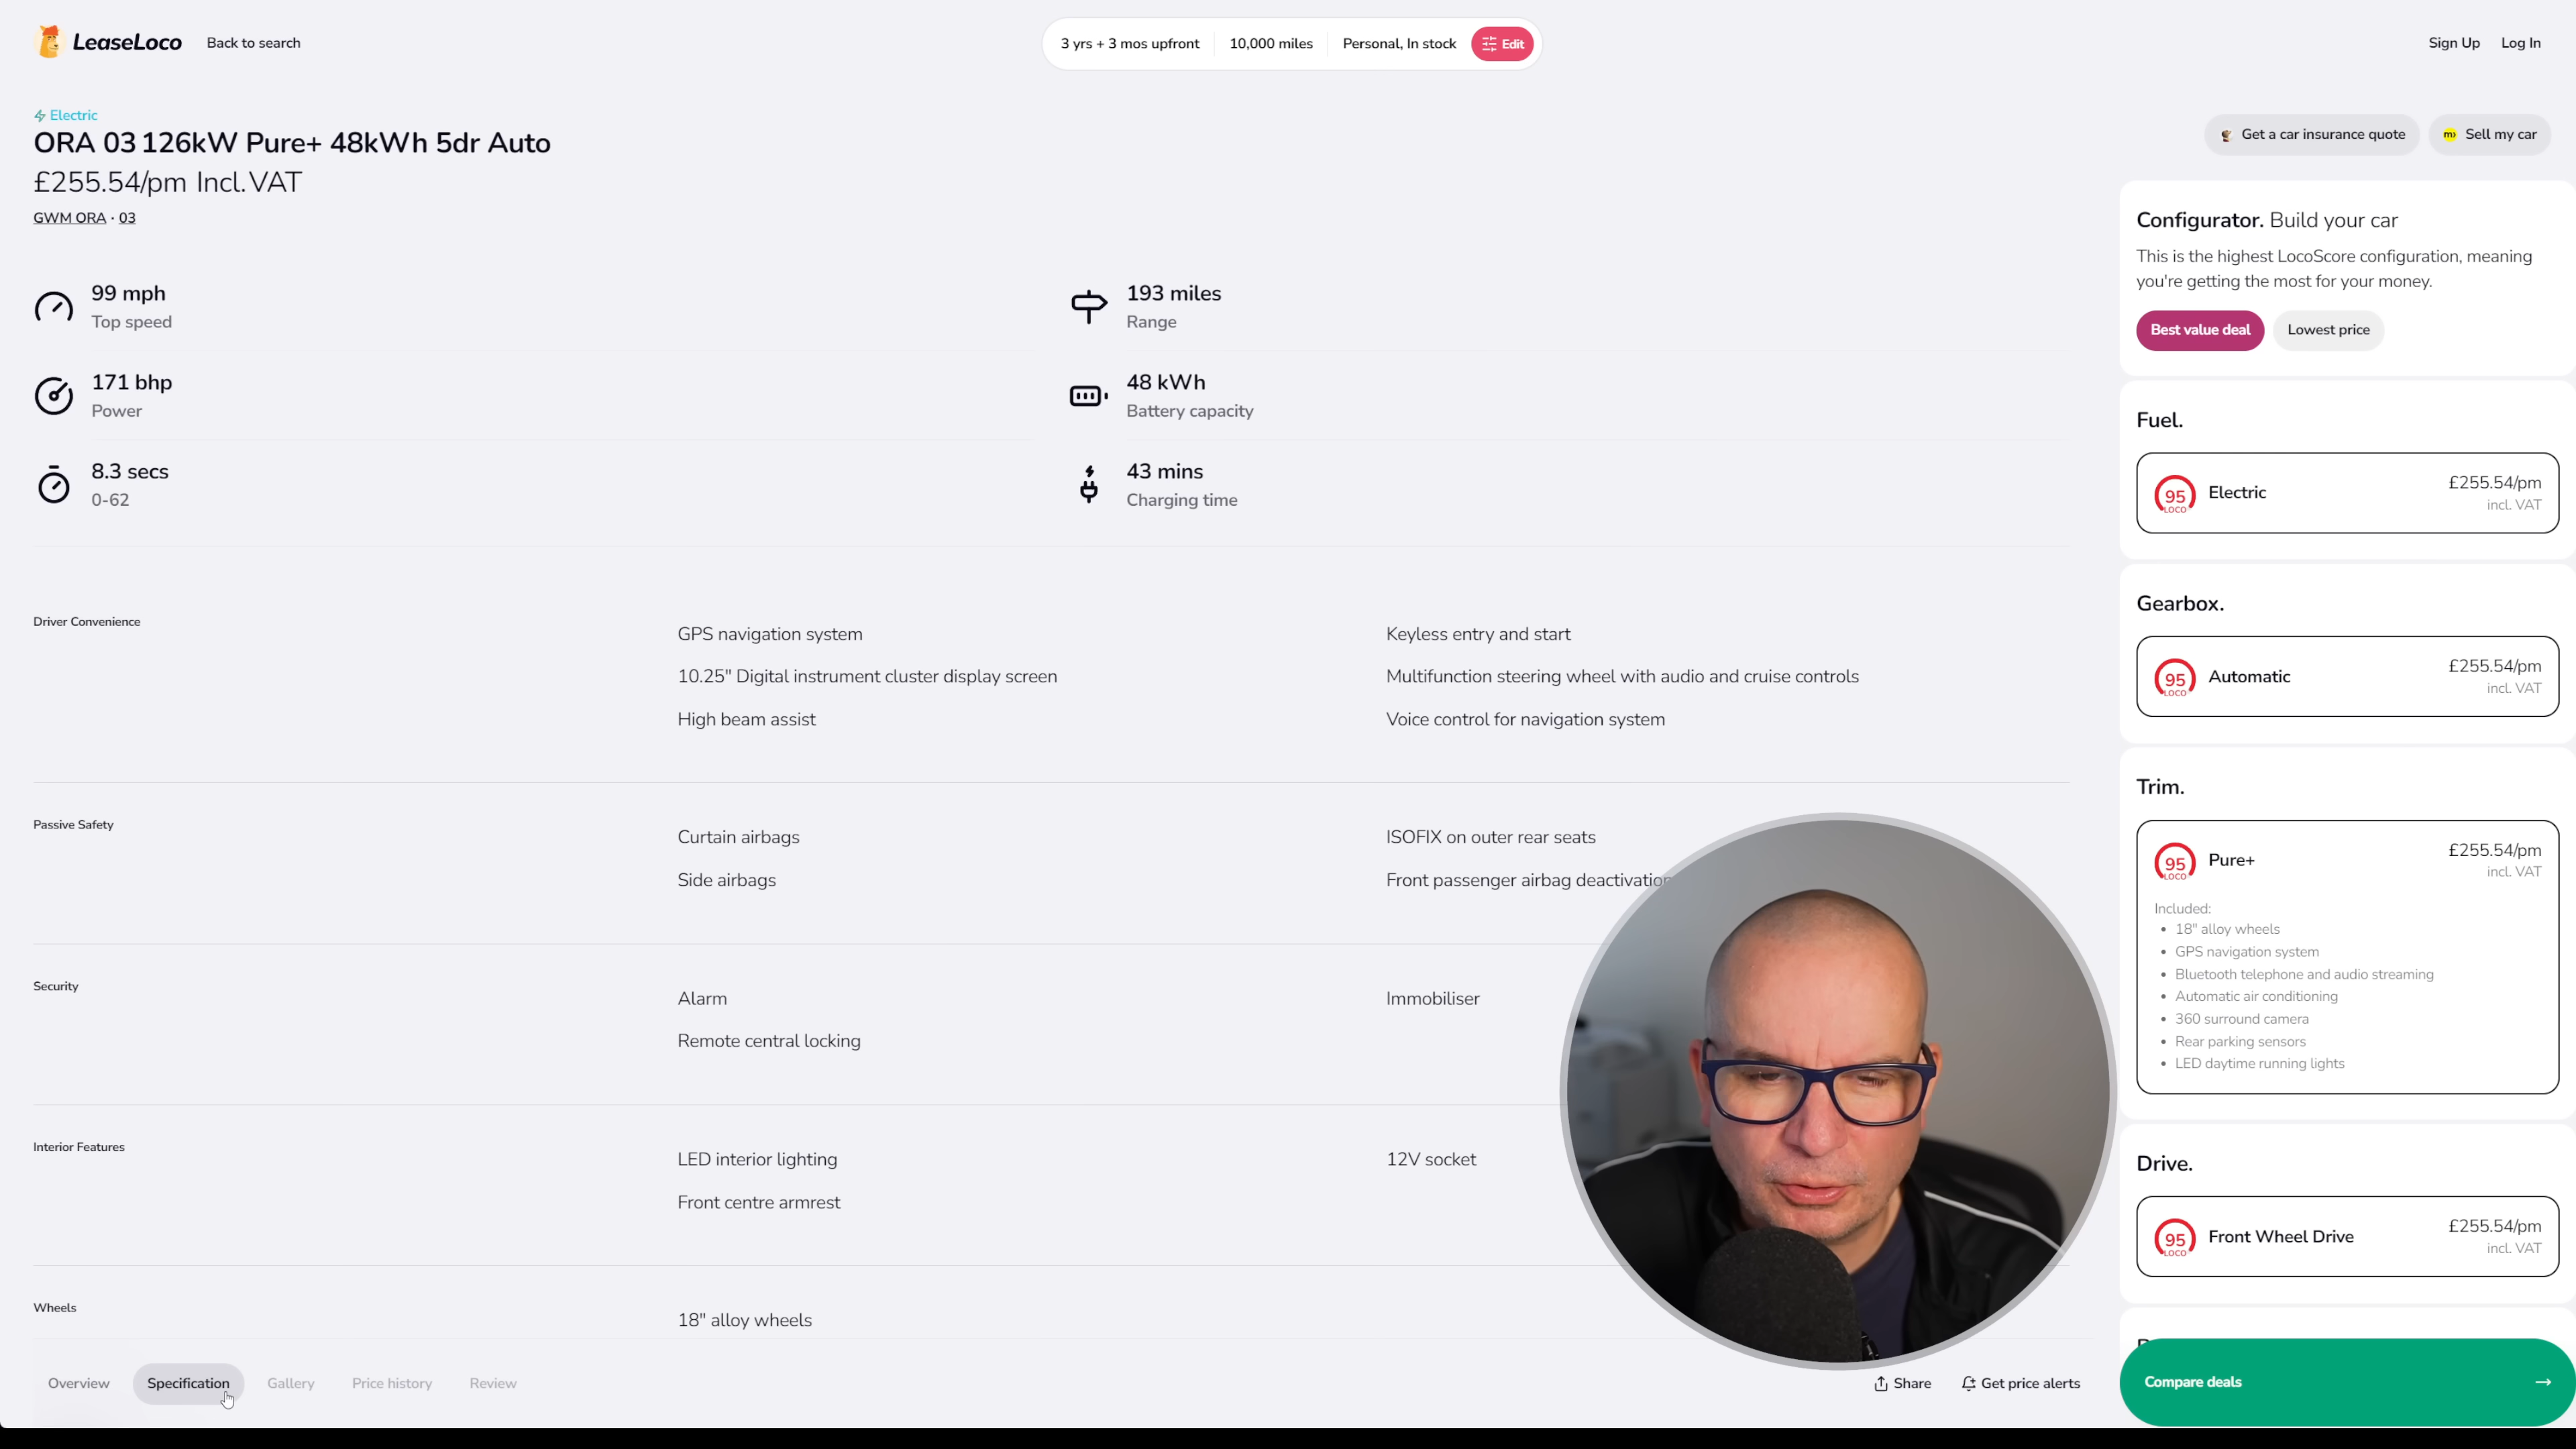 LeaseLoco
Back to search
3 yrs + 3 mos upfront
10,000 miles
Personal, In stock
Edit
Sign Up
Log In
Electric
ORA 03 126kW Pure+ 48kWh 5dr Auto
£255.54/pm Incl. VAT
GWM ORA · 03
Get a car insurance quote
Sell my car
99 mph
Top speed
193 miles
Range
171 bhp
Power
48 kWh
Battery capacity
8.3 secs
0-62
43 mins
Charging time
Driver Convenience
GPS navigation system
Keyless entry and start
10.25" Digital instrument cluster display screen
Multifunction steering wheel with audio and cruise controls
High beam assist
Voice control for navigation system
Passive Safety
Curtain airbags
ISOFIX on outer rear seats
Side airbags
Front passenger airbag deactivation
Security
Alarm
Immobiliser
Remote central locking
Interior Features
LED interior lighting
12V socket
Front centre armrest
Wheels
18" alloy wheels
Overview
Specification
Gallery
Price history
Review
Share
Get price alerts
Configurator. Build your car
This is the highest LocoScore configuration, meaning
you're getting the most for your money.
Best value deal
Lowest price
Fuel.
95
LOCO
Electric
£255.54/pm
incl. VAT
Gearbox.
95
LOCO
Automatic
£255.54/pm
incl. VAT
Trim.
95
LOCO
Pure+
£255.54/pm
incl. VAT
Included:
• 18" alloy wheels
• GPS navigation system
• Bluetooth telephone and audio streaming
• Automatic air conditioning
• 360 surround camera
• Rear parking sensors
• LED daytime running lights
Drive.
95
LOCO
Front Wheel Drive
£255.54/pm
incl. VAT
Compare deals